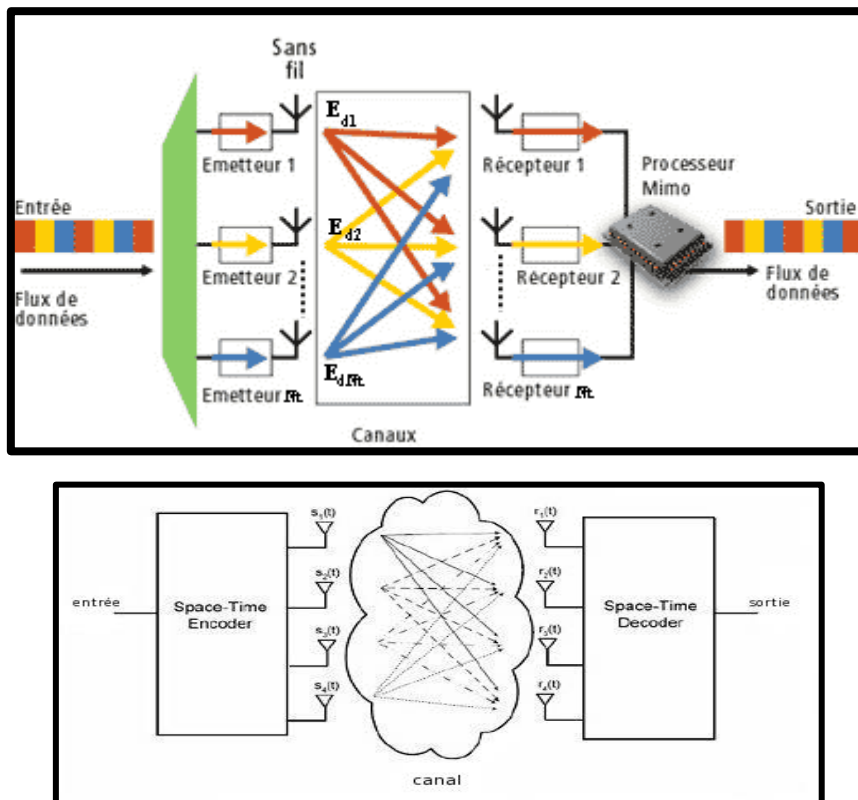 Sans
fil
E d1
Emetteur 1
Récepteur 1
Processeur
Mimo
Entrée
Sortie
E d2
Emetteur 2
Récepteur 2
Flux de
données
Flux de
données
E d
Emetteur
Récepteur
Canaux
s₁(t)
r₁(t)
s₂(t)
r₂(t)
entrée
Space-Time
Encoder
Space-Time
Decoder
sortie
s₃(t)
r₃(t)
s₄(t)
r₄(t)
canal